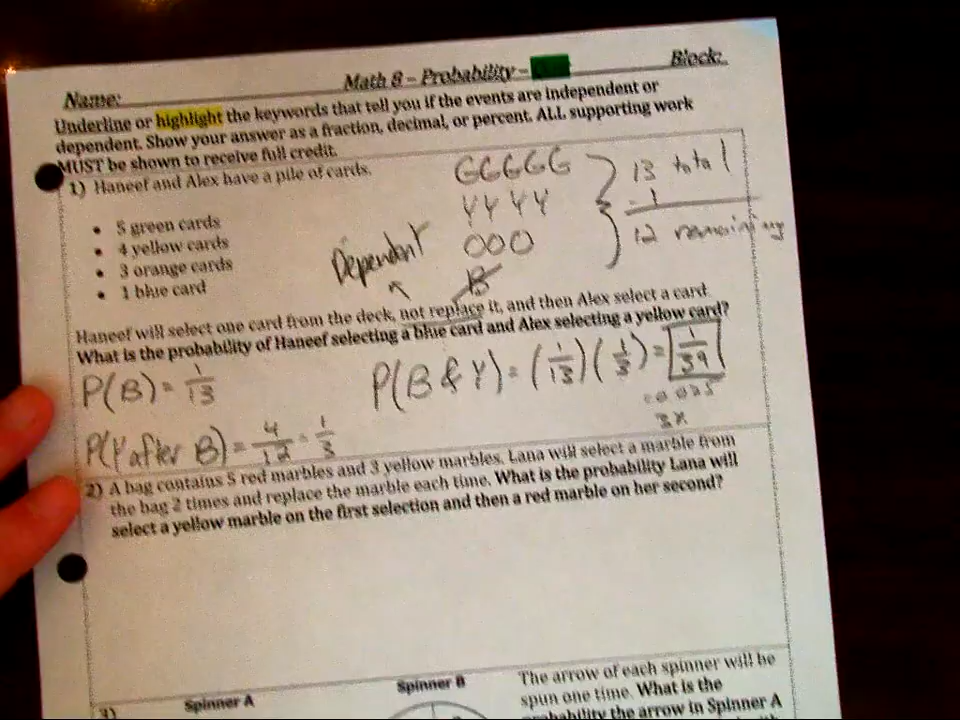 Name: Math 8 - Probability - Block:
Underline or highlight the keywords that tell you if the events are independent or
dependent. Show your answer as a fraction, decimal, or percent. ALL supporting work
MUST be shown to receive full credit.
1) Haneef and Alex have a pile of cards.
• 5 green cards
• 4 yellow cards
• 3 orange cards
• 1 blue card
GGGGG
YYYY
OOO
B
13 total
- 1
12 remaining
Dependent
Haneef will select one card from the deck, not replace it, and then Alex select a card.
What is the probability of Haneef selecting a blue card and Alex selecting a yellow card?
P(B) = 1/13
P(B & Y) = (1/13)(1/3) = 1/39
P(Y after B) = 4/12 = 1/3
2) A bag contains 5 red marbles and 3 yellow marbles. Lana will select a marble from
the bag 2 times and replace the marble each time. What is the probability Lana will
select a yellow marble on the first selection and then a red marble on her second?
3) Spinner A Spinner B
The arrow of each spinner will be
spun one time. What is the
probability the arrow in Spinner A